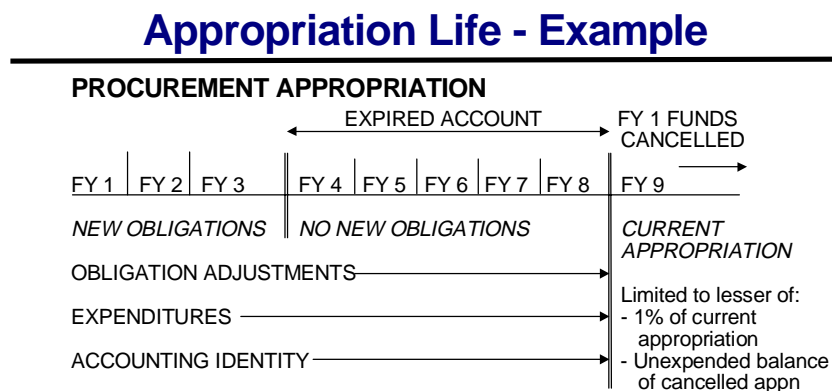 Appropriation Life - Example
PROCUREMENT APPROPRIATION
EXPIRED ACCOUNT
FY 1 FUNDS
CANCELLED
FY 1 FY 2 FY 3 FY 4 FY 5 FY 6 FY 7 FY 8 FY 9
NEW OBLIGATIONS
NO NEW OBLIGATIONS
CURRENT
APPROPRIATION
OBLIGATION ADJUSTMENTS
EXPENDITURES
ACCOUNTING IDENTITY
Limited to lesser of:
- 1% of current
appropriation
- Unexpended balance
of cancelled appn